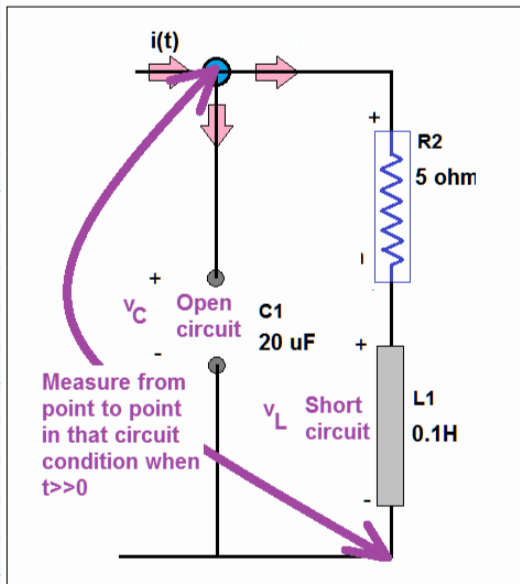 i(t)
+
R2
5 ohm
-
+
vC
-
Open
circuit
C1
20 uF
+
vL
-
Short
circuit
L1
0.1H
Measure from
point to point
in that circuit
condition when
t>>0